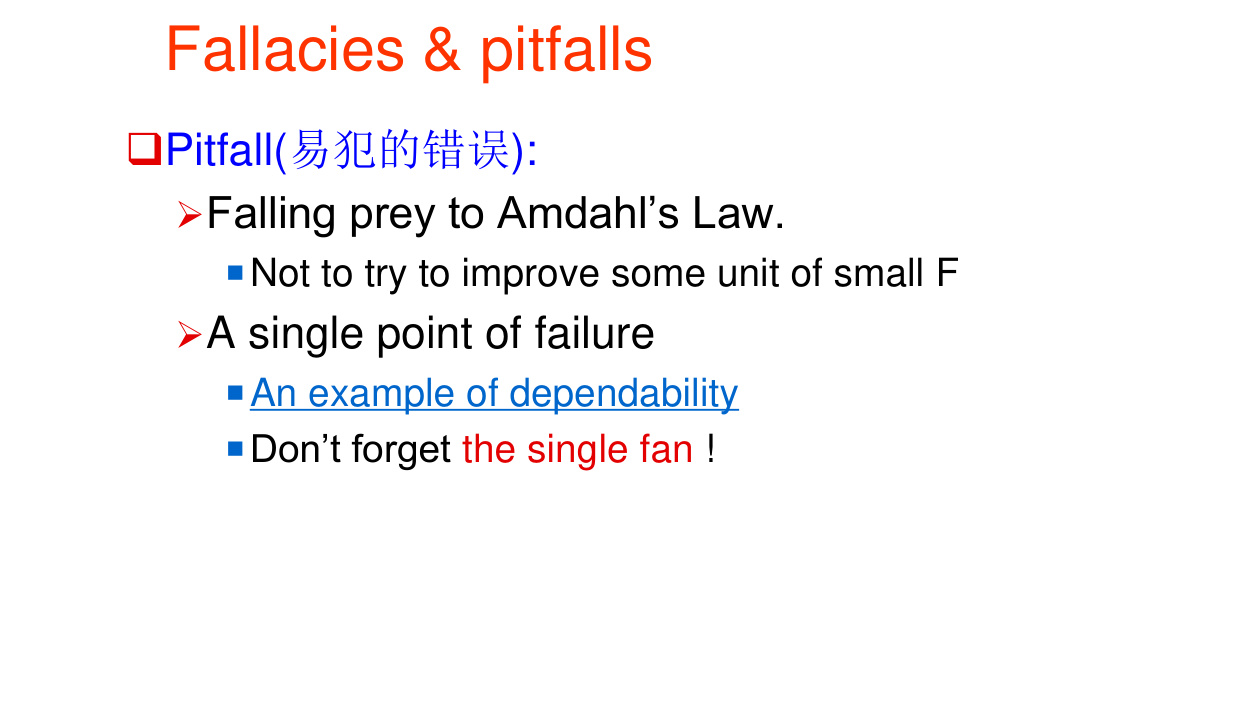 Fallacies & pitfalls
Pitfall(易犯的错误):
Falling prey to Amdahl’s Law.
Not to try to improve some unit of small F
A single point of failure
An example of dependability
Don’t forget the single fan !